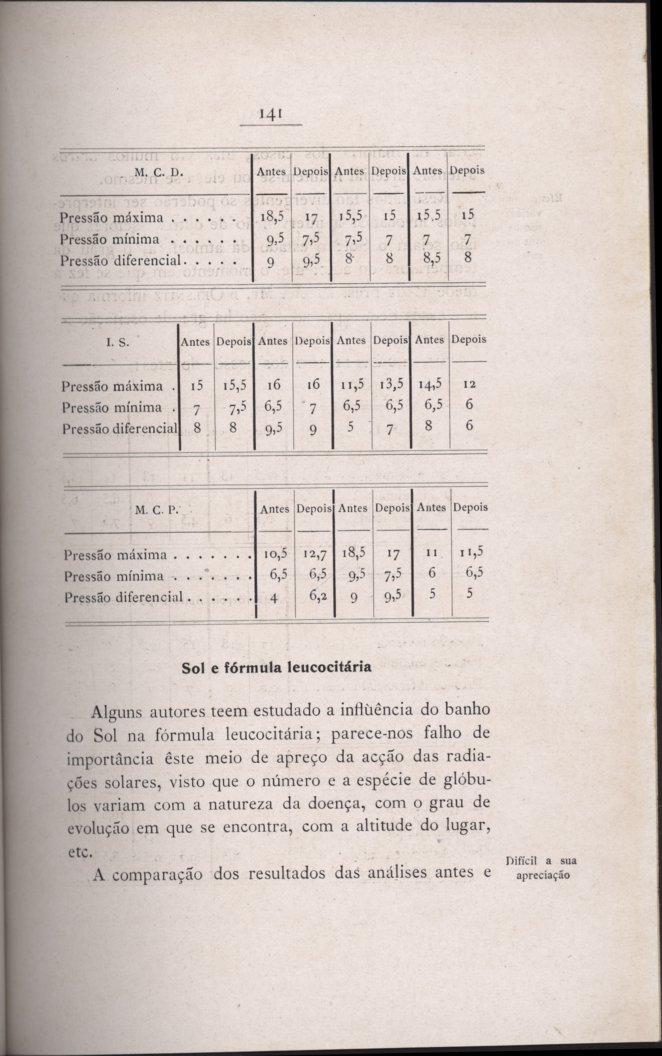 141
M. C. D. Antes Depois Antes Depois Antes Depois
Pressão máxima . . . . . . 18,5 17 15,5 15 15,5 15
Pressão mínima . . . . . . 9,5 7,5 7,5 7 7 7
Pressão diferencial. . . . . 9 9,5 8 8 8,5 8
I. S. Antes Depois Antes Depois Antes Depois Antes Depois
Pressão máxima . 15 15,5 16 16 11,5 13,5 14,5 12
Pressão mínima . 7 7,5 6,5 7 6,5 6,5 6,5 6
Pressão diferencial 8 8 9,5 9 5 7 8 6
M. C. P. Antes Depois Antes Depois Antes Depois
Pressão máxima . . . . . . . 10,5 12,7 18,5 17 11 11,5
Pressão mínima . . . . . . . 6,5 6,5 9,5 7,5 6 6,5
Pressão diferencial . . . . . . 4 6,2 9 9,5 5 5
Sol e fórmula leucocitária
Alguns autores teem estudado a inflùência do banho
do Sol na fórmula leucocitária; parece-nos falho de
importância êste meio de apreço da acção das radia-
ções solares, visto que o número e a espécie de glóbu-
los variam com a natureza da doença, com o grau de
evolução em que se encontra, com a altitude do lugar,
etc.
A comparação dos resultados das análises antes e
Difícil a sua
apreciação